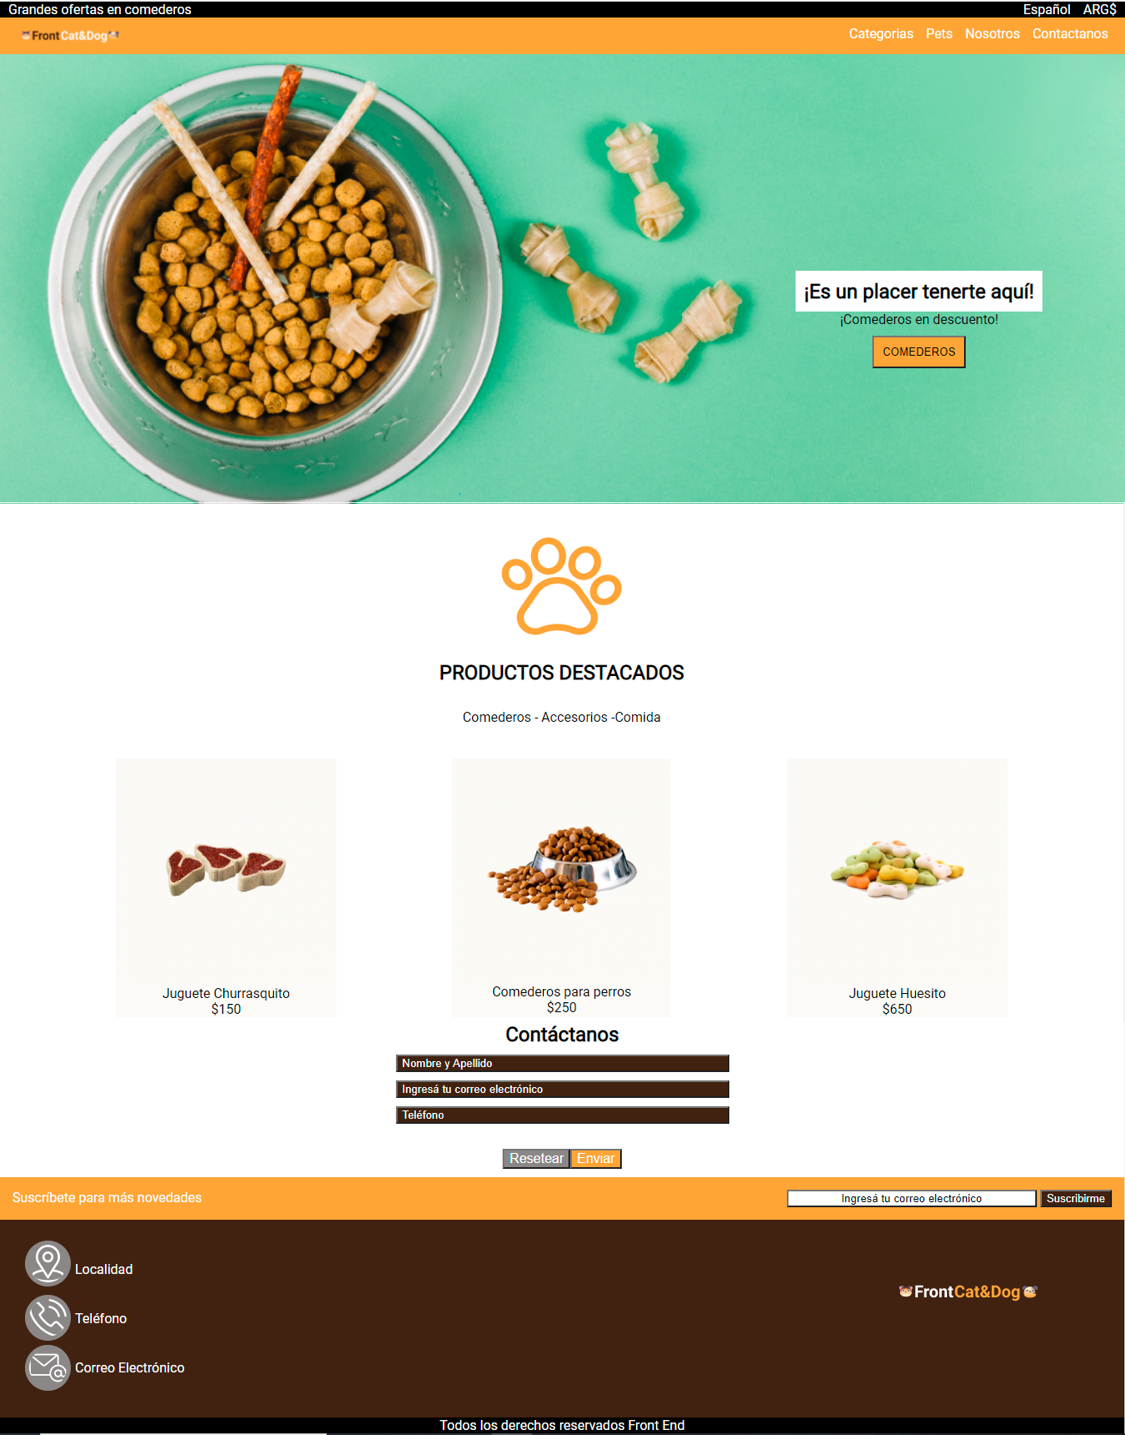 Grandes ofertas en comederos
Español ARG$
FrontCat&Dog
Categorias Pets Nosotros Contactanos
¡Es un placer tenerte aquí!
¡Comederos en descuento!
COMEDEROS
PRODUCTOS DESTACADOS
Comederos - Accesorios -Comida
Juguete Churrasquito
$150
Comederos para perros
$250
Juguete Huesito
$650
Contáctanos
Nombre y Apellido
Ingresá tu correo electrónico
Teléfono
Resetear Enviar
Suscríbete para más novedades
Ingresá tu correo electrónico Suscribirme
Localidad
Teléfono
Correo Electrónico
FrontCat&Dog
Todos los derechos reservados Front End